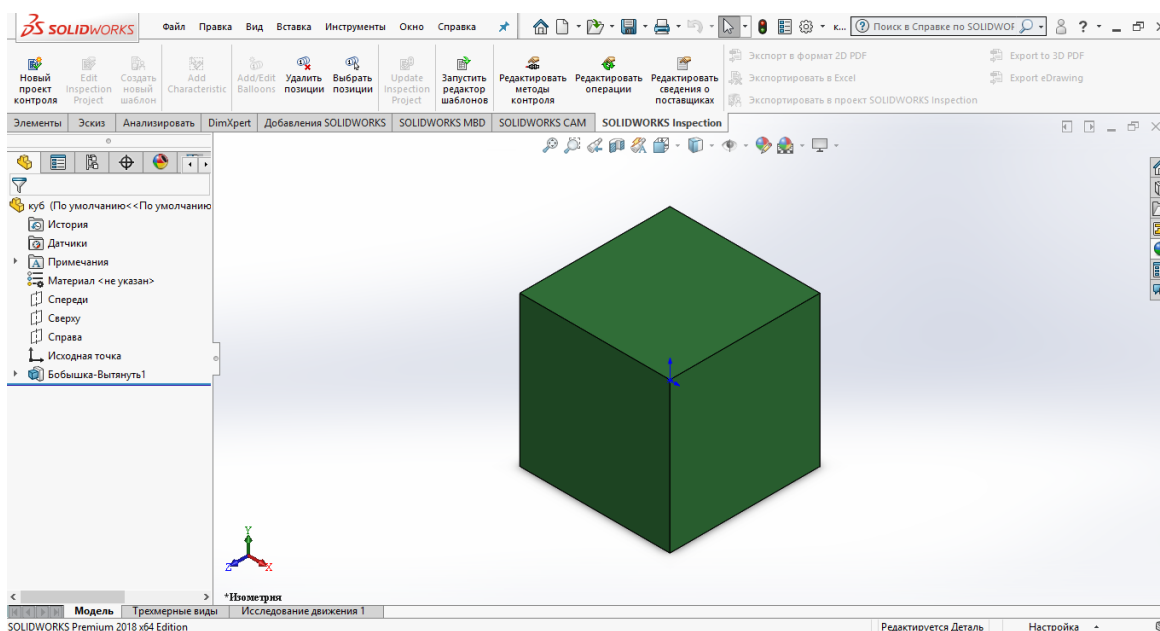 SOLIDWORKS Файл Правка Вид Вставка Инструменты Окно Справка к... Поиск в Справке по SOLIDWOF
Новый проект контроля
Edit Inspection Project
Создать новый шаблон
Add Characteristic
Add/Edit Balloons
Удалить позиции
Выбрать позиции
Update Inspection Project
Запустить редактор шаблонов
Редактировать методы контроля
Редактировать операции
Редактировать сведения о поставщиках
Экспорт в формат 2D PDF
Экспортировать в Excel
Экспортировать в проект SOLIDWORKS Inspection
Export to 3D PDF
Export eDrawing
Элементы Эскиз Анализировать DimXpert Добавления SOLIDWORKS SOLIDWORKS MBD SOLIDWORKS CAM SOLIDWORKS Inspection
куб (По умолчанию<<По умолчанию
История
Датчики
Примечания
Материал <не указан>
Спереди
Сверху
Справа
Исходная точка
Бобышка-Вытянуть1
Y
Z X
*Изометрия
Модель Трехмерные виды Исследование движения 1
SOLIDWORKS Premium 2018 x64 Edition Редактируется Деталь Настройка